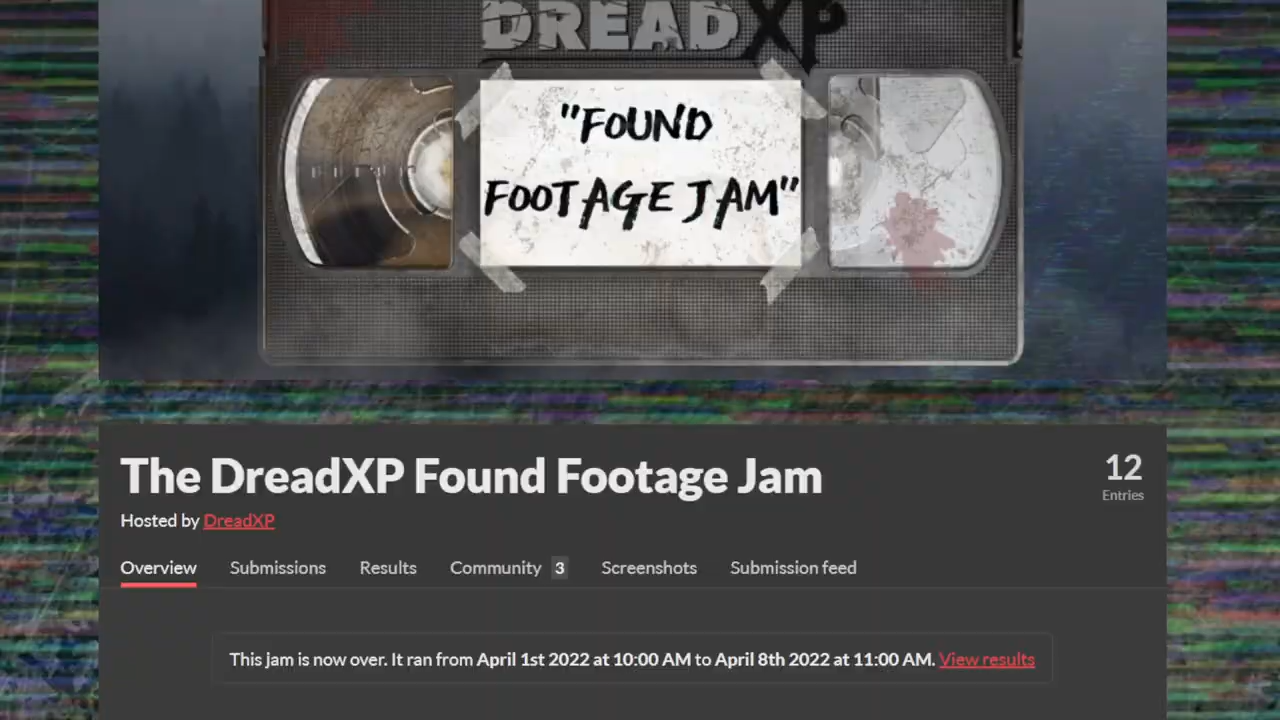 DREADXP
"FOUND
FOOTAGE JAM"
The DreadXP Found Footage Jam
12
Entries
Hosted by DreadXP
Overview Submissions Results Community 3 Screenshots Submission feed
This jam is now over. It ran from April 1st 2022 at 10:00 AM to April 8th 2022 at 11:00 AM. View results